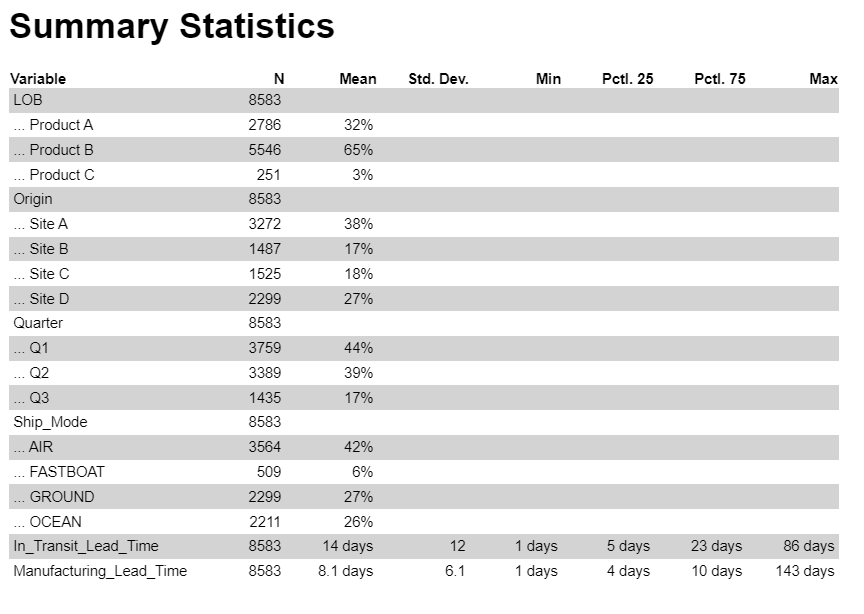 Summary Statistics
Variable N Mean Std. Dev. Min Pctl. 25 Pctl. 75 Max
LOB 8583
... Product A 2786 32%
... Product B 5546 65%
... Product C 251 3%
Origin 8583
... Site A 3272 38%
... Site B 1487 17%
... Site C 1525 18%
... Site D 2299 27%
Quarter 8583
... Q1 3759 44%
... Q2 3389 39%
... Q3 1435 17%
Ship_Mode 8583
... AIR 3564 42%
... FASTBOAT 509 6%
... GROUND 2299 27%
... OCEAN 2211 26%
In_Transit_Lead_Time 8583 14 days 12 1 days 5 days 23 days 86 days
Manufacturing_Lead_Time 8583 8.1 days 6.1 1 days 4 days 10 days 143 days